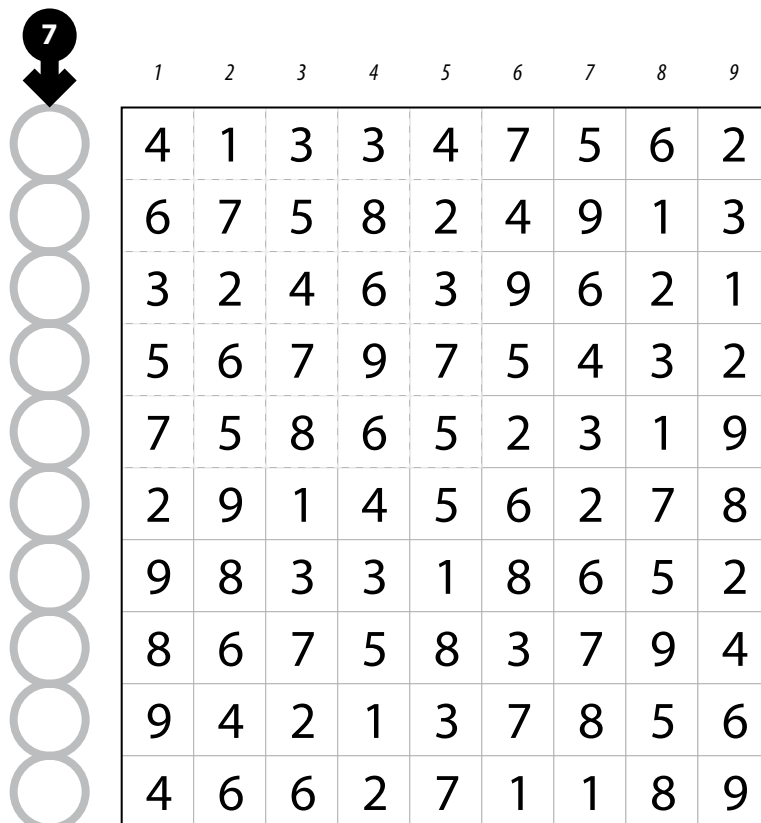 7
1 2 3 4 5 6 7 8 9
4 1 3 3 4 7 5 6 2
6 7 5 8 2 4 9 1 3
3 2 4 6 3 9 6 2 1
5 6 7 9 7 5 4 3 2
7 5 8 6 5 2 3 1 9
2 9 1 4 5 6 2 7 8
9 8 3 3 1 8 6 5 2
8 6 7 5 8 3 7 9 4
9 4 2 1 3 7 8 5 6
4 6 6 2 7 1 1 8 9